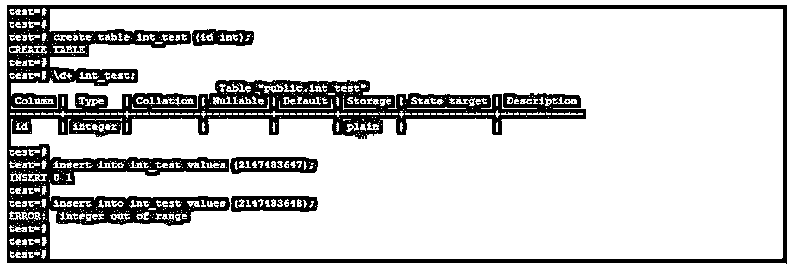 test=#
test=#
test=# create table int_test (id int);
CREATE TABLE
test=#
test=# \d+ int_test;
Table "public.int_test"
Column | Type | Collation | Nullable | Default | Storage | Stats target | Description
id | integer | | | | plain | |
test=#
test=# insert into int_test values (2147483647);
INSERT 0 1
test=#
test=# insert into int_test values (2147483648);
ERROR: integer out of range
test=#
test=#
test=#